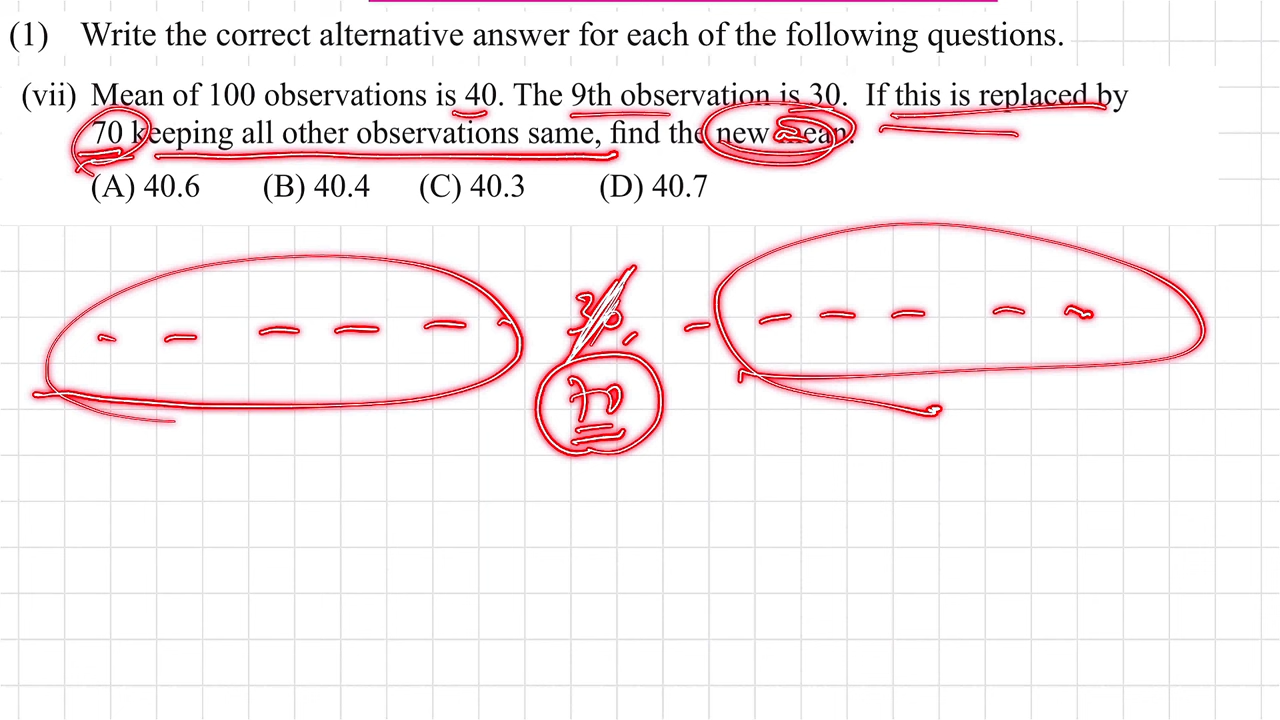 (1) Write the correct alternative answer for each of the following questions.
(vii) Mean of 100 observations is 40. The 9th observation is 30. If this is replaced by
70 keeping all other observations same, find the new mean.
(A) 40.6 (B) 40.4 (C) 40.3 (D) 40.7
30
70